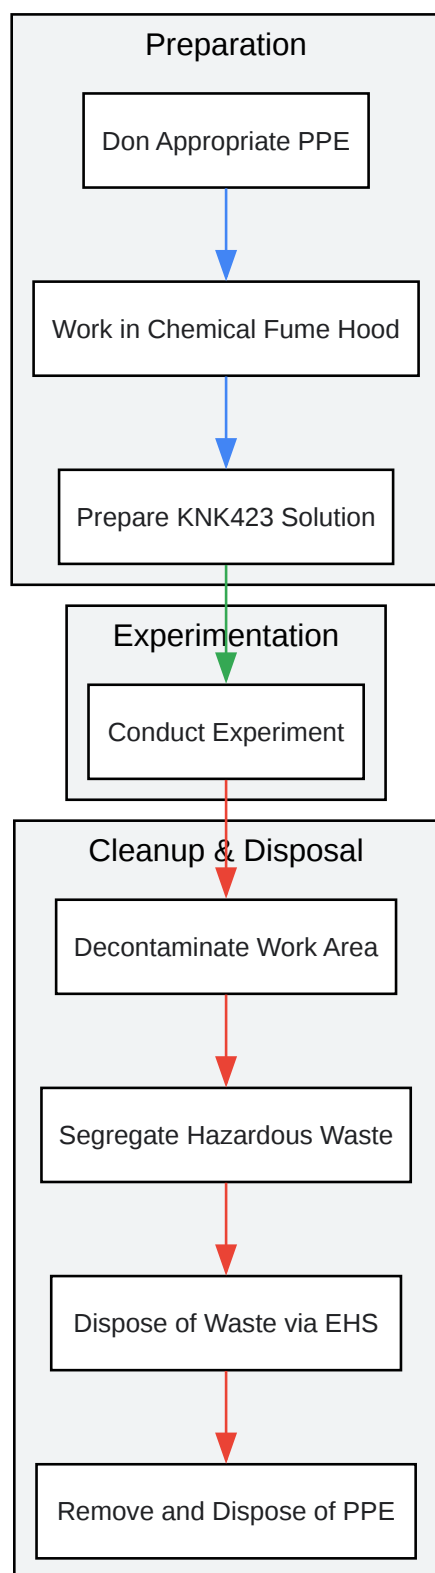 Preparation
Don Appropriate PPE
Work in Chemical Fume Hood
Prepare KNK423 Solution
Experimentation
Conduct Experiment
Cleanup & Disposal
Decontaminate Work Area
Segregate Hazardous Waste
Dispose of Waste via EHS
Remove and Dispose of PPE